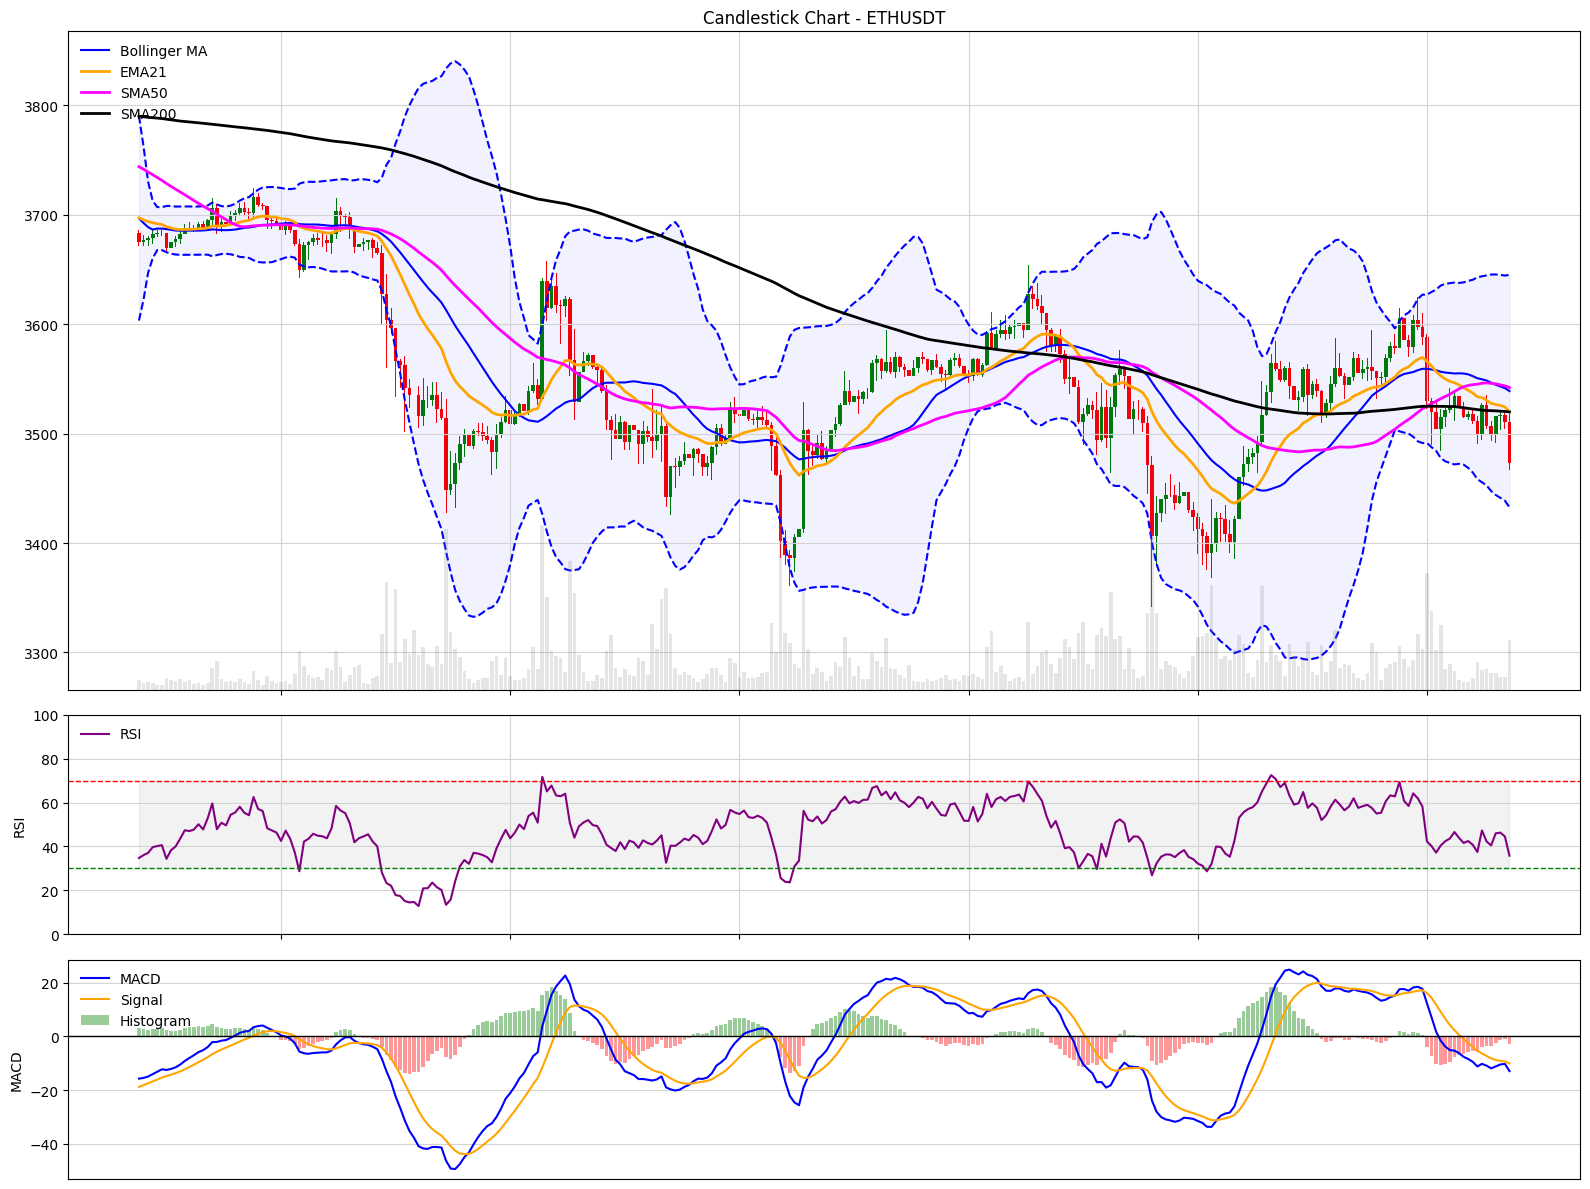 Candlestick Chart - ETHUSDT
Bollinger MA
EMA21
SMA50
SMA200
3800
3700
3600
3500
3400
3300
RSI
100
80
60
40
20
0
RSI
MACD
Signal
Histogram
20
0
−20
−40
MACD